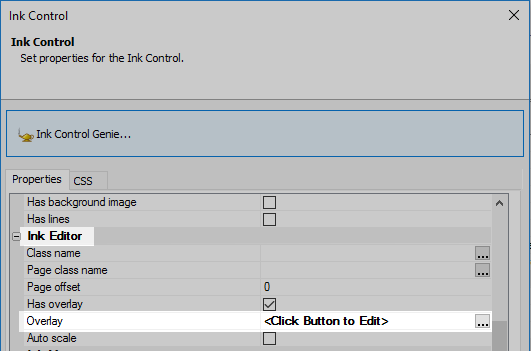 Ink Control
Ink Control
Set properties for the Ink Control.
Ink Control Genie...
Properties CSS
Has background image
Has lines
Ink Editor
Class name ...
Page class name ...
Page offset 0
Has overlay
Overlay <Click Button to Edit> ...
Auto scale